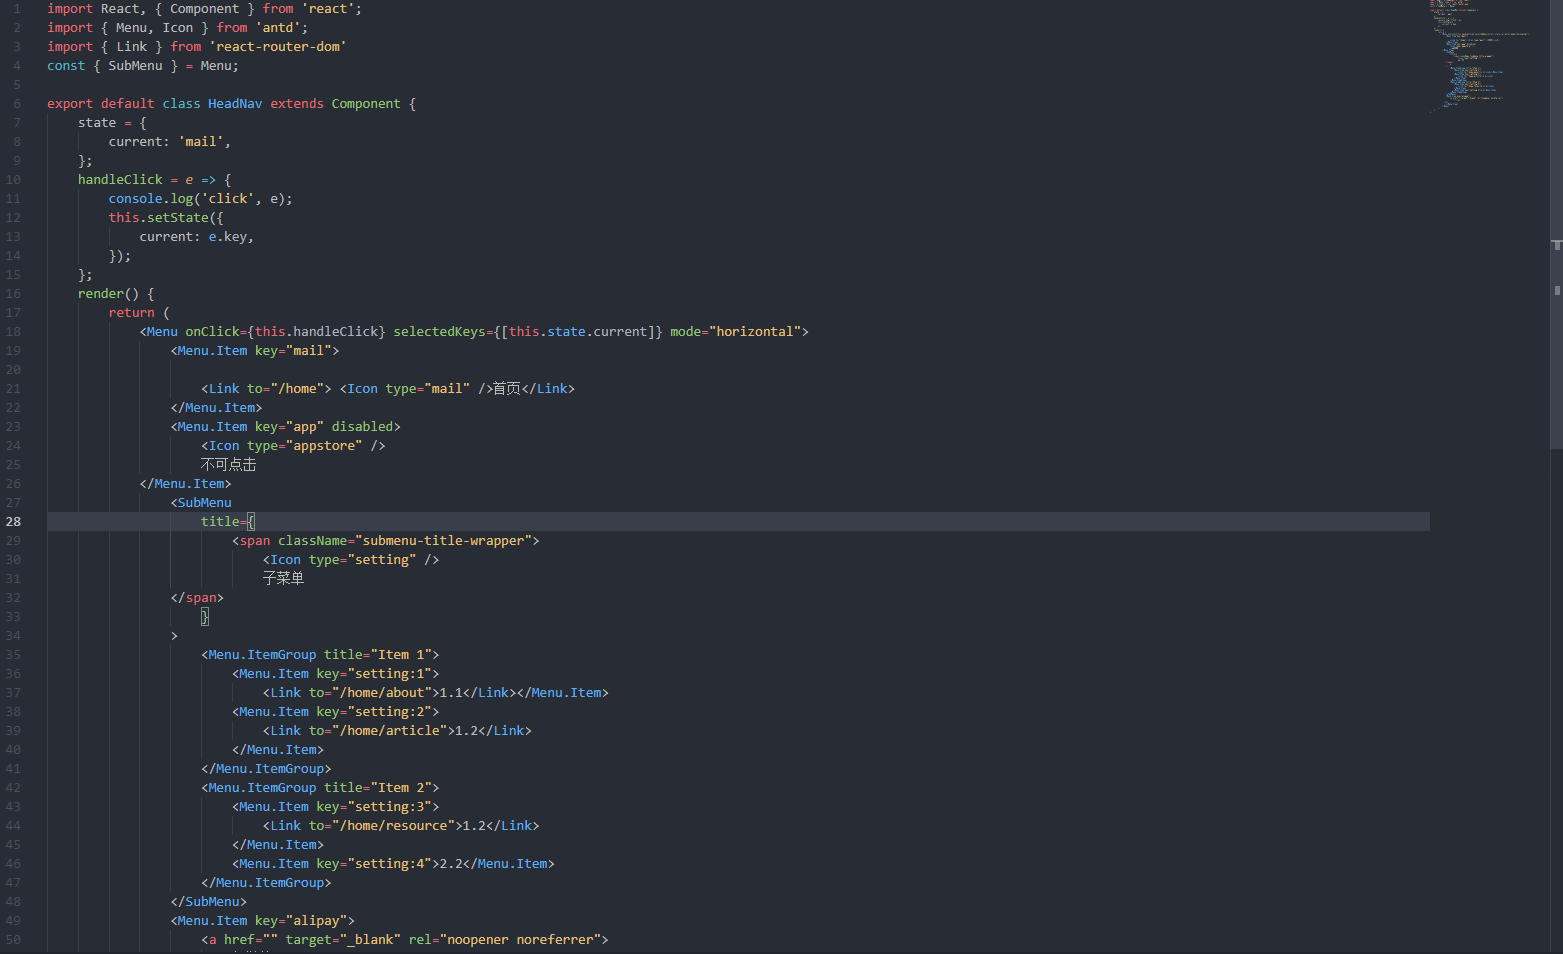 1 import React, { Component } from 'react';
2 import { Menu, Icon } from 'antd';
3 import { Link } from 'react-router-dom'
4 const { SubMenu } = Menu;
5
6 export default class HeadNav extends Component {
7 state = {
8 current: 'mail',
9 };
10 handleClick = e => {
11 console.log('click', e);
12 this.setState({
13 current: e.key,
14 });
15 };
16 render() {
17 return (
18 <Menu onClick={this.handleClick} selectedKeys={[this.state.current]} mode="horizontal">
19 <Menu.Item key="mail">
20
21 <Link to="/home"> <Icon type="mail" />首页</Link>
22 </Menu.Item>
23 <Menu.Item key="app" disabled>
24 <Icon type="appstore" />
25 不可点击
26 </Menu.Item>
27 <SubMenu
28 title={
29 <span className="submenu-title-wrapper">
30 <Icon type="setting" />
31 子菜单
32 </span>
33 }
34 >
35 <Menu.ItemGroup title="Item 1">
36 <Menu.Item key="setting:1">
37 <Link to="/home/about">1.1</Link></Menu.Item>
38 <Menu.Item key="setting:2">
39 <Link to="/home/article">1.2</Link>
40 </Menu.Item>
41 </Menu.ItemGroup>
42 <Menu.ItemGroup title="Item 2">
43 <Menu.Item key="setting:3">
44 <Link to="/home/resource">1.2</Link>
45 </Menu.Item>
46 <Menu.Item key="setting:4">2.2</Menu.Item>
47 </Menu.ItemGroup>
48 </SubMenu>
49 <Menu.Item key="alipay">
50 <a href="" target="_blank" rel="noopener noreferrer">